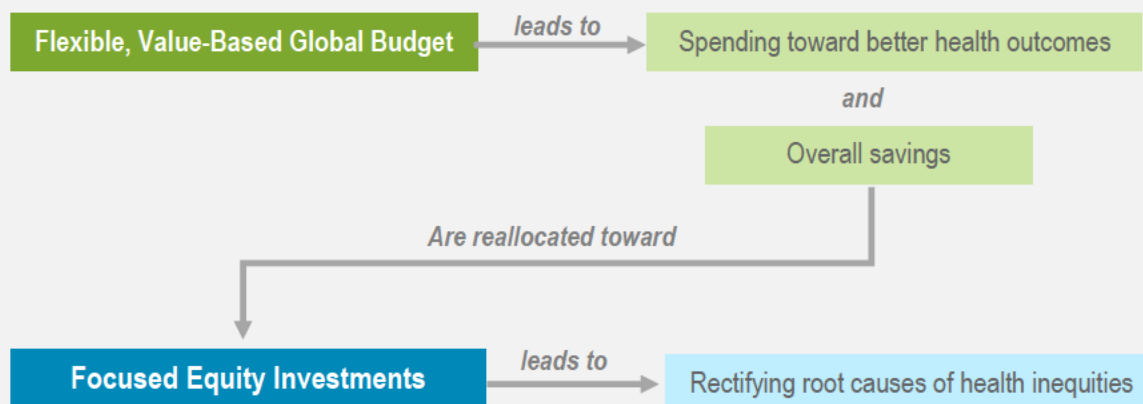 Flexible, Value-Based Global Budget
leads to
Spending toward better health outcomes
and
Overall savings
Are reallocated toward
Focused Equity Investments
leads to
Rectifying root causes of health inequities